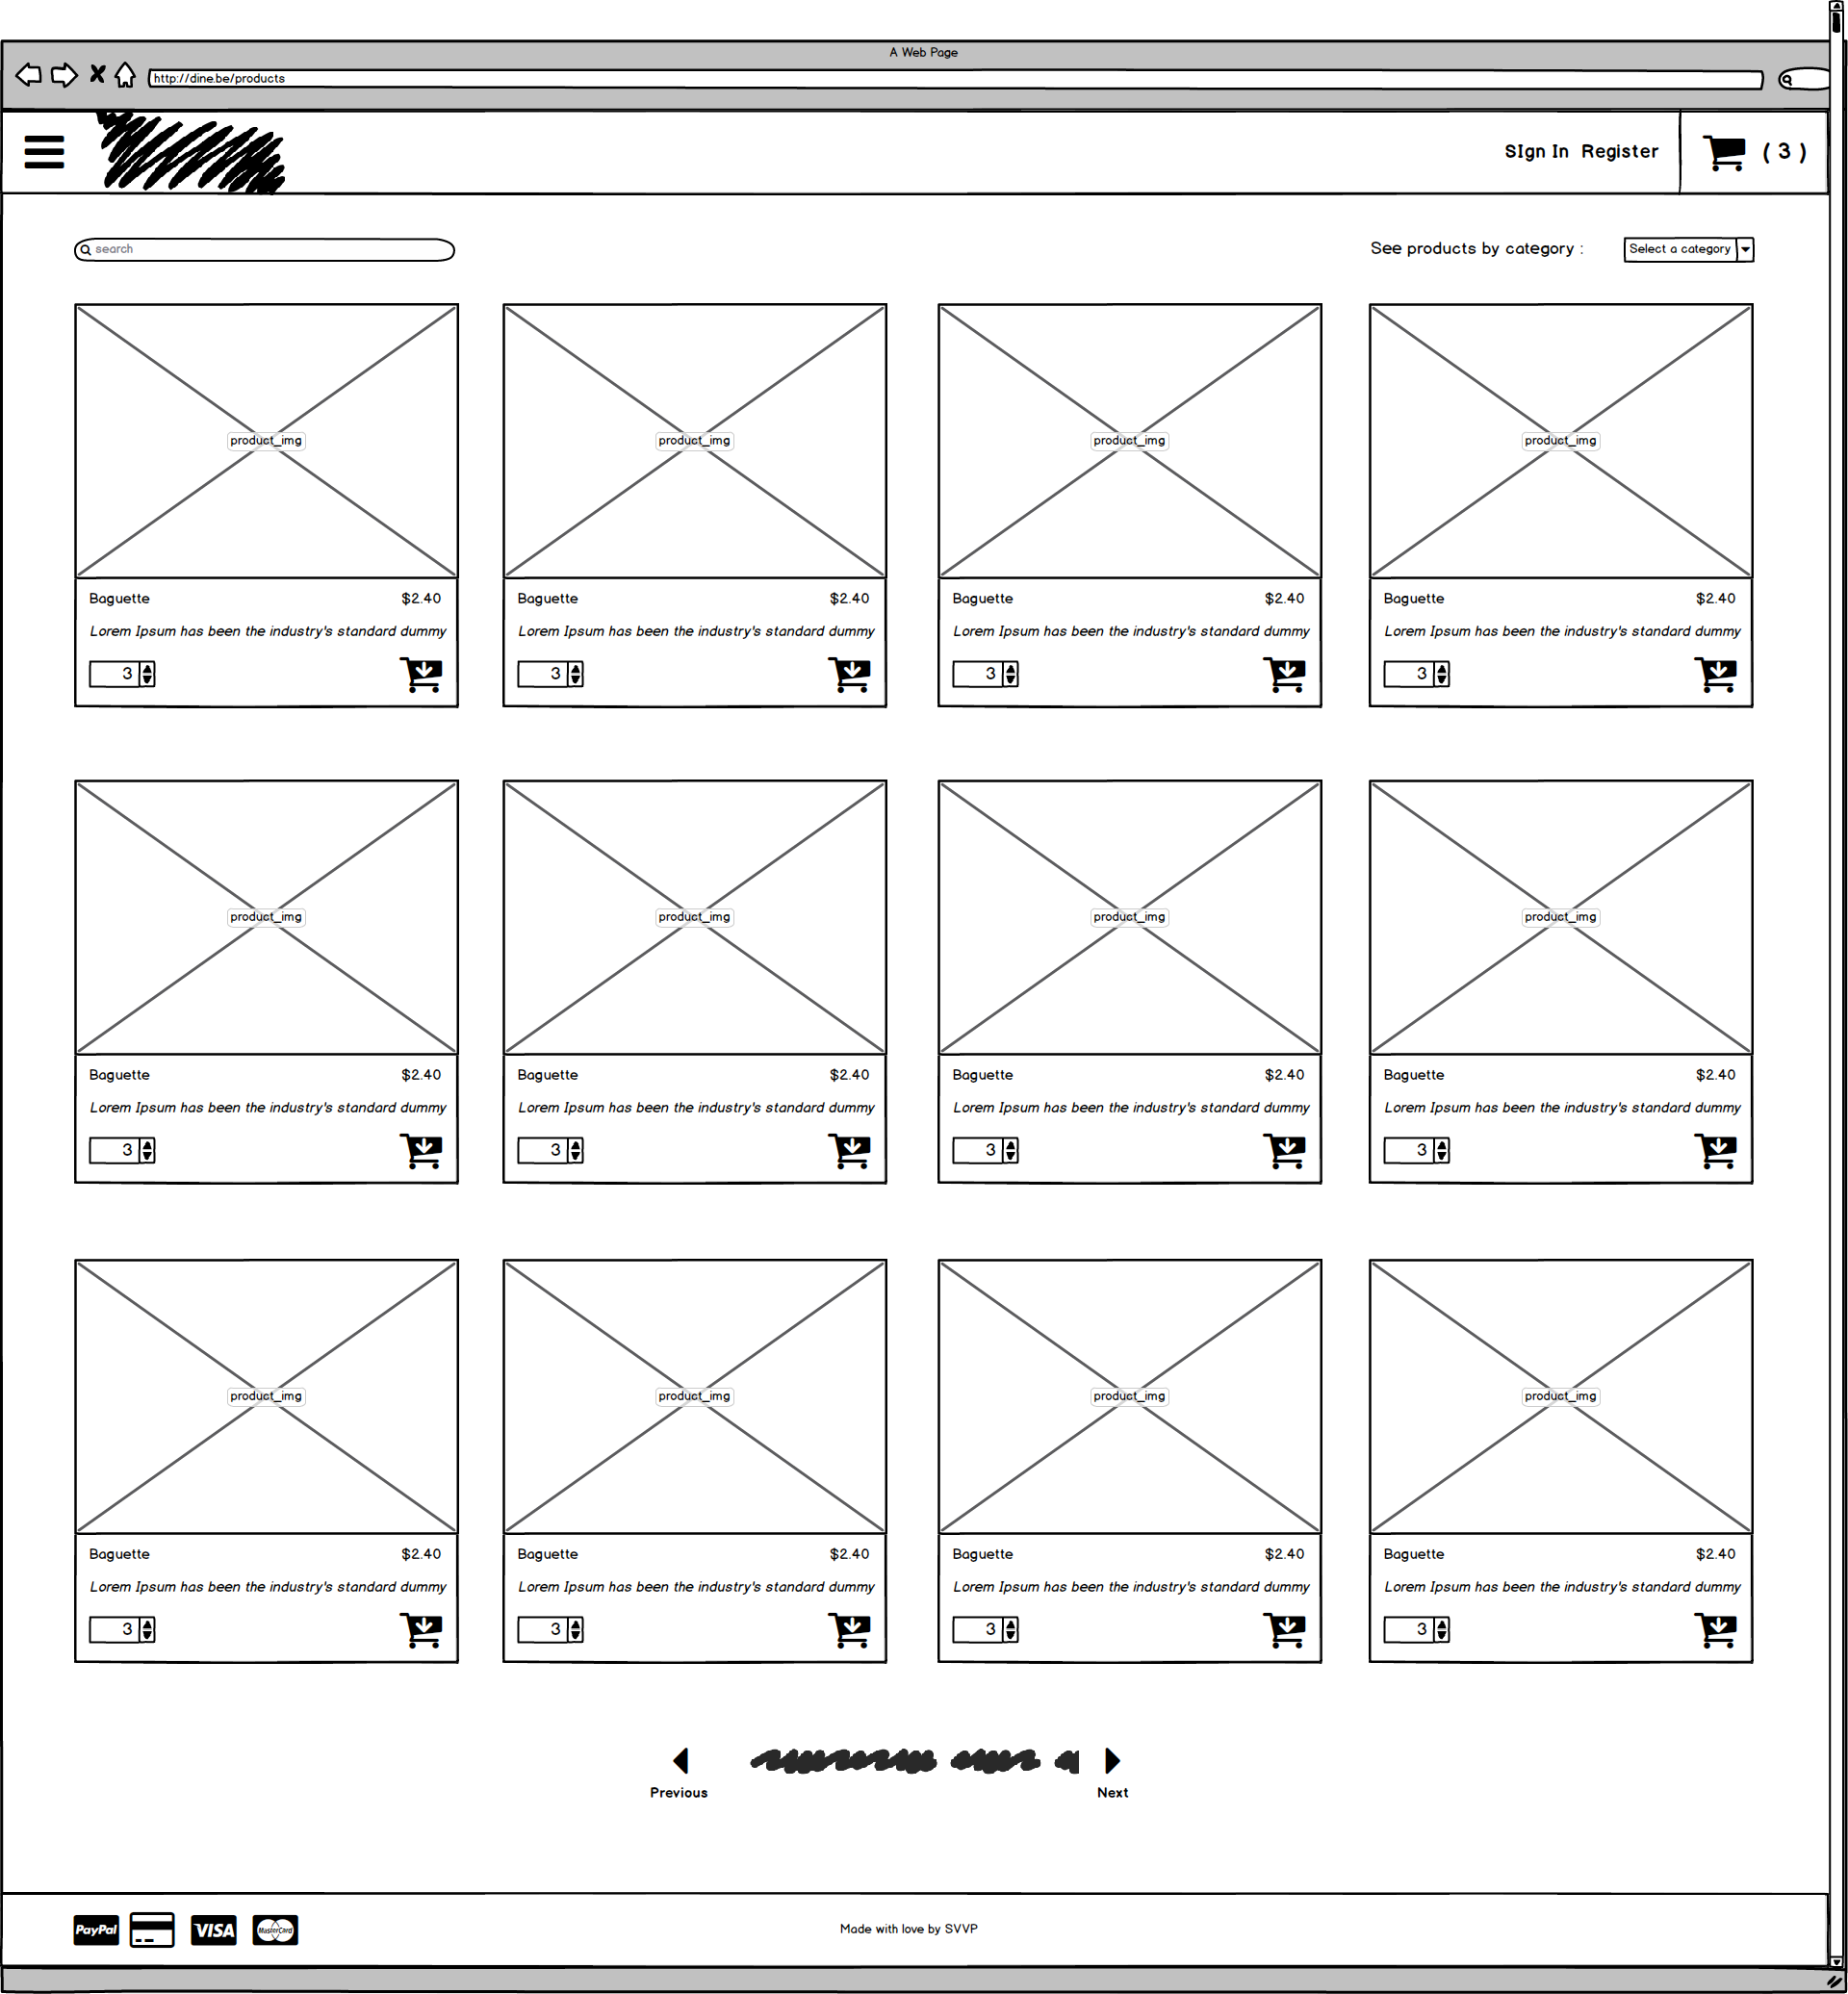 A Web Page
http://dine.be/products
SIgn In Register ( 3 )
search See products by category : Select a category
product_img product_img product_img product_img
Baguette $2.40 Baguette $2.40 Baguette $2.40 Baguette $2.40
Lorem Ipsum has been the industry's standard dummy Lorem Ipsum has been the industry's standard dummy Lorem Ipsum has been the industry's standard dummy Lorem Ipsum has been the industry's standard dummy
3 3 3 3
product_img product_img product_img product_img
Baguette $2.40 Baguette $2.40 Baguette $2.40 Baguette $2.40
Lorem Ipsum has been the industry's standard dummy Lorem Ipsum has been the industry's standard dummy Lorem Ipsum has been the industry's standard dummy Lorem Ipsum has been the industry's standard dummy
3 3 3 3
product_img product_img product_img product_img
Baguette $2.40 Baguette $2.40 Baguette $2.40 Baguette $2.40
Lorem Ipsum has been the industry's standard dummy Lorem Ipsum has been the industry's standard dummy Lorem Ipsum has been the industry's standard dummy Lorem Ipsum has been the industry's standard dummy
3 3 3 3
Previous Next
PayPal VISA MasterCard Made with love by SVVP